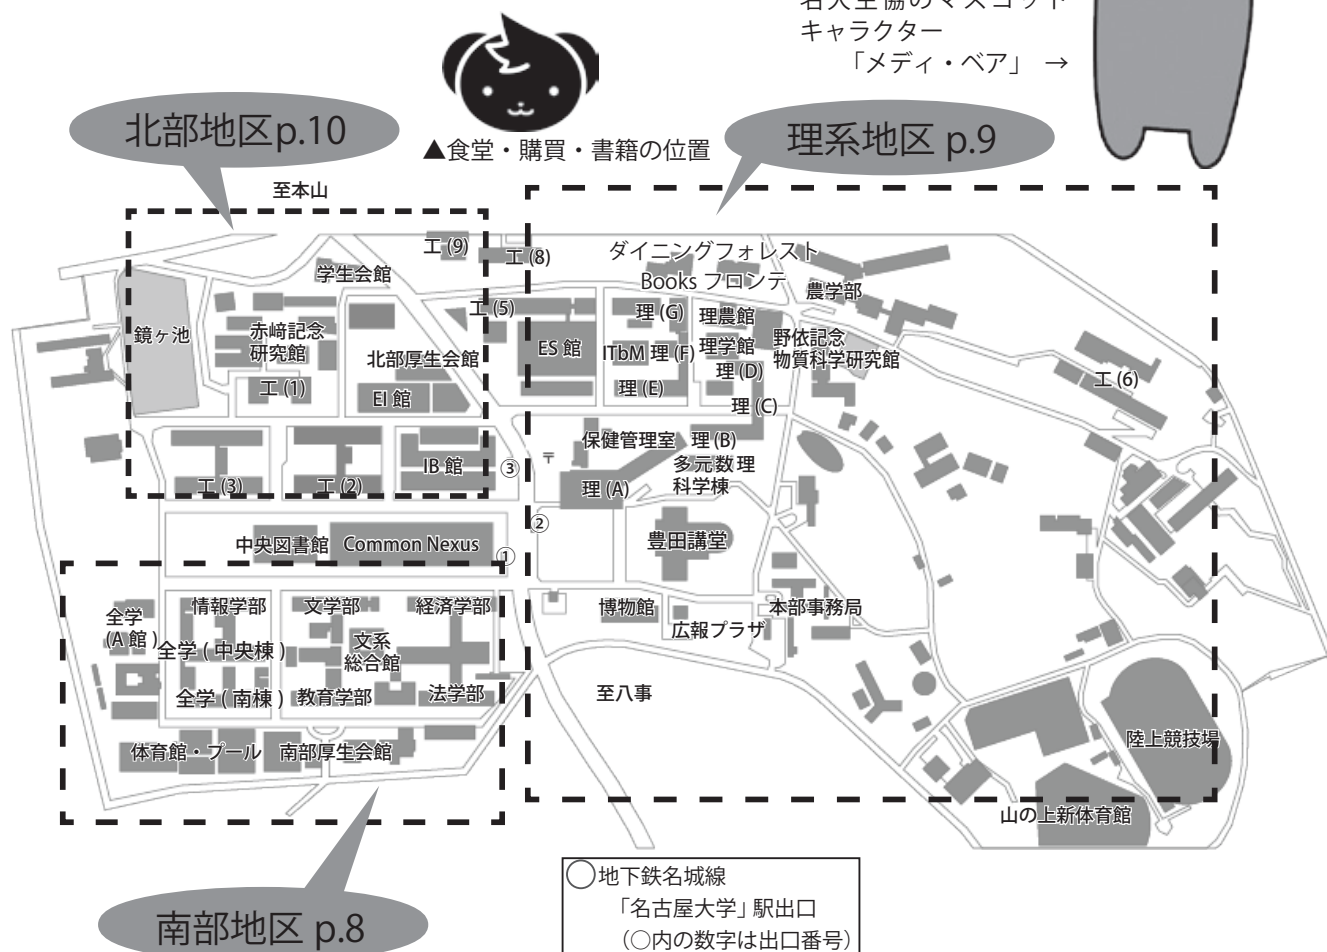 名大生協のマスコット
キャラクター
「メディ・ベア」 →
北部地区p.10
▲食堂・購買・書籍の位置
理系地区 p.9
至本山
工 (9)
工 (8)
ダイニングフォレスト
Books フロンテ
学生会館
農学部
工 (5)
理 (G)
理農館
鏡ヶ池
赤﨑記念
研究館
北部厚生会館
ES 館
ITbM
理 (F)
理学館
野依記念
物質科学研究館
工 (1)
EI 館
理 (E)
理 (D)
工 (6)
理 (C)
保健管理室
理 (B)
IB 館
③
〒
多元数理
科学棟
工 (3)
工 (2)
理 (A)
②
中央図書館
Common Nexus
①
豊田講堂
全学
(A 館 )
情報学部
文学部
経済学部
博物館
本部事務局
広報プラザ
全学 ( 中央棟 )
文系
総合館
全学 ( 南棟 )
教育学部
法学部
至八事
体育館・プール
南部厚生会館
陸上競技場
山の上新体育館
南部地区 p.8
○地下鉄名城線
「名古屋大学」駅出口
（○内の数字は出口番号）